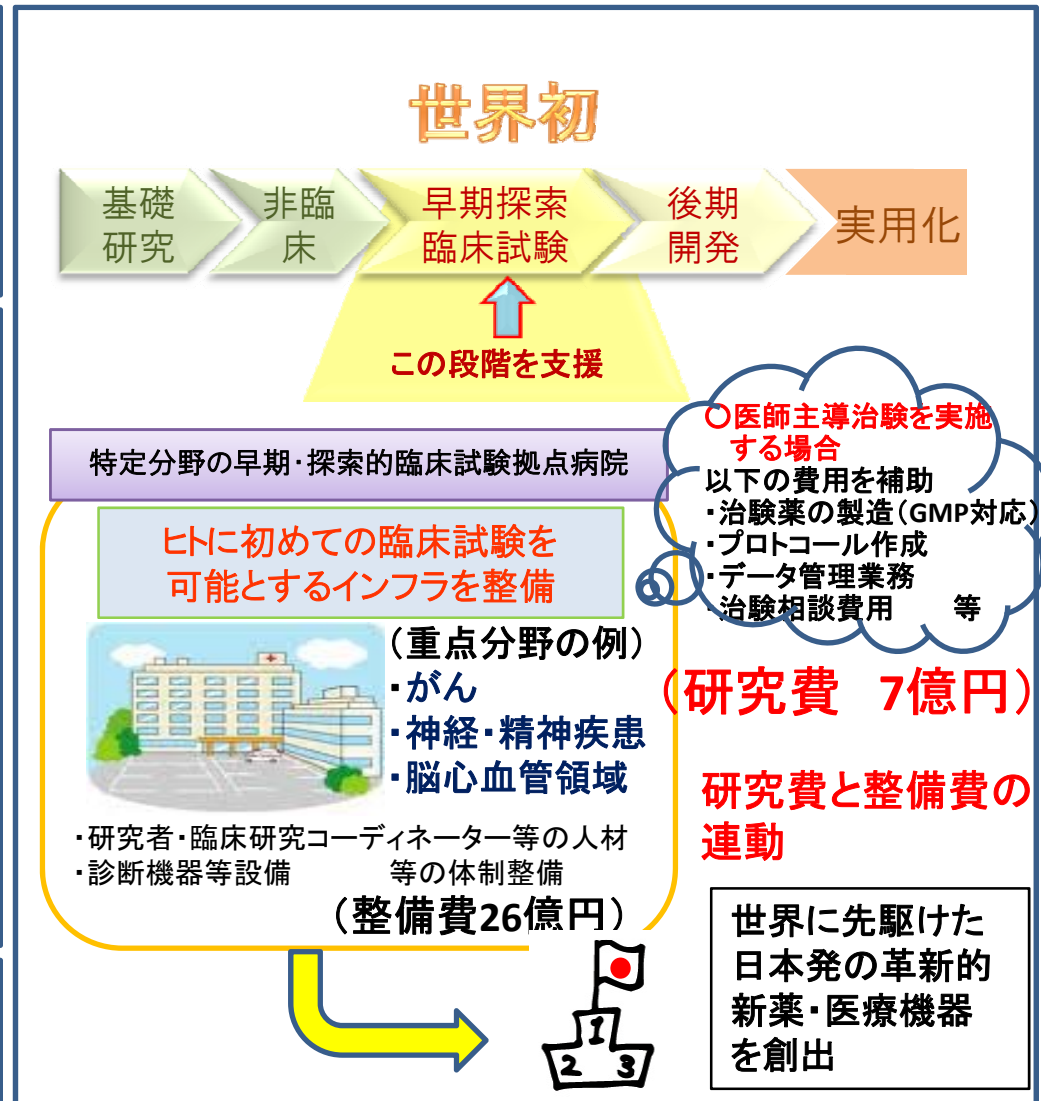 世界初
基礎
研究
非臨
床
早期探索
臨床試験
後期
開発
実用化
この段階を支援
特定分野の早期・探索的臨床試験拠点病院
ヒトに初めての臨床試験を
可能とするインフラを整備
(重点分野の例)
・がん
・神経・精神疾患
・脳心血管領域
・研究者・臨床研究コーディネーター等の人材
・診断機器等設備　　　　等の体制整備
(整備費26億円)
〇医師主導治験を実施
する場合
以下の費用を補助
・治験薬の製造(GMP対応)
・プロトコール作成
・データ管理業務
・治験相談費用　　等
(研究費　7億円)
研究費と整備費の
連動
1
2 3
世界に先駆けた
日本発の革新的
新薬・医療機器
を創出